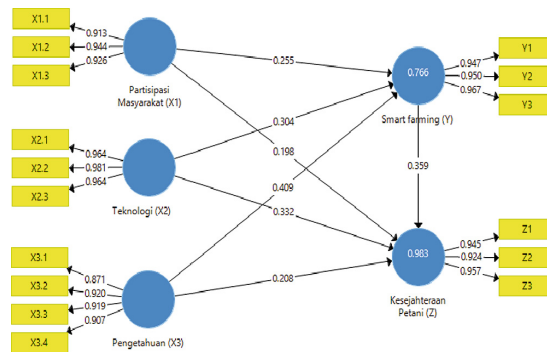 X1.1
X1.2
X1.3
0.913
0.944
0.926
Partisipasi
Masyarakat (X1)
X2.1
X2.2
X2.3
0.964
0.981
0.964
Teknologi (X2)
X3.1
X3.2
X3.3
X3.4
0.871
0.920
0.919
0.907
Pengetahuan (X3)
0.255
0.304
0.198
0.409
0.332
0.208
0.766
Smart farming (Y)
0.359
0.947
0.950
0.967
Y1
Y2
Y3
0.983
Kesejahteraan
Petani (Z)
0.945
0.924
0.957
Z1
Z2
Z3